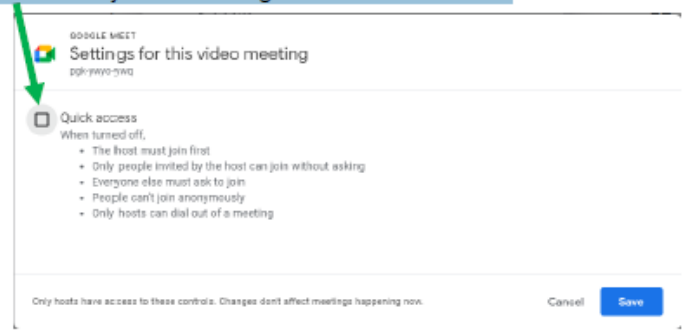 GOOGLE MEET
Settings for this video meeting
Quick access
When turned off,
• The host must join first
• Only people invited by the host can join without asking
• Everyone else must ask to join
• People can't join anonymously
• Only hosts can dial out of a meeting
Only hosts have access to these controls. Changes don't affect meetings happening now.
Cancel
Save